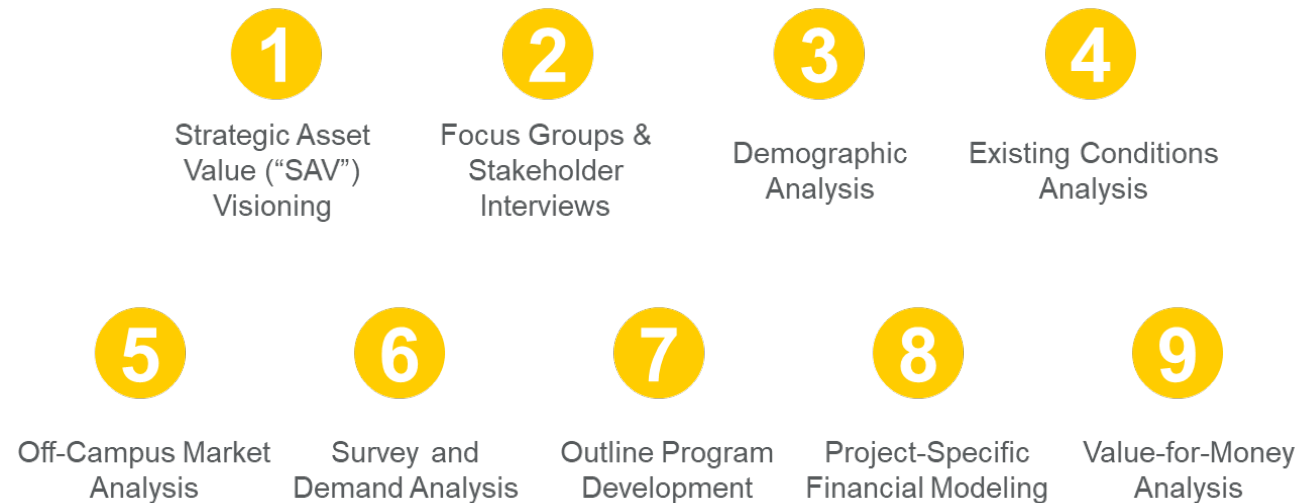 1
2
3
4
Strategic Asset
Value (“SAV”)
Visioning
Focus Groups &
Stakeholder
Interviews
Demographic
Analysis
Existing Conditions
Analysis
5
6
7
8
9
Off-Campus Market
Analysis
Survey and
Demand Analysis
Outline Program
Development
Project-Specific
Financial Modeling
Value-for-Money
Analysis